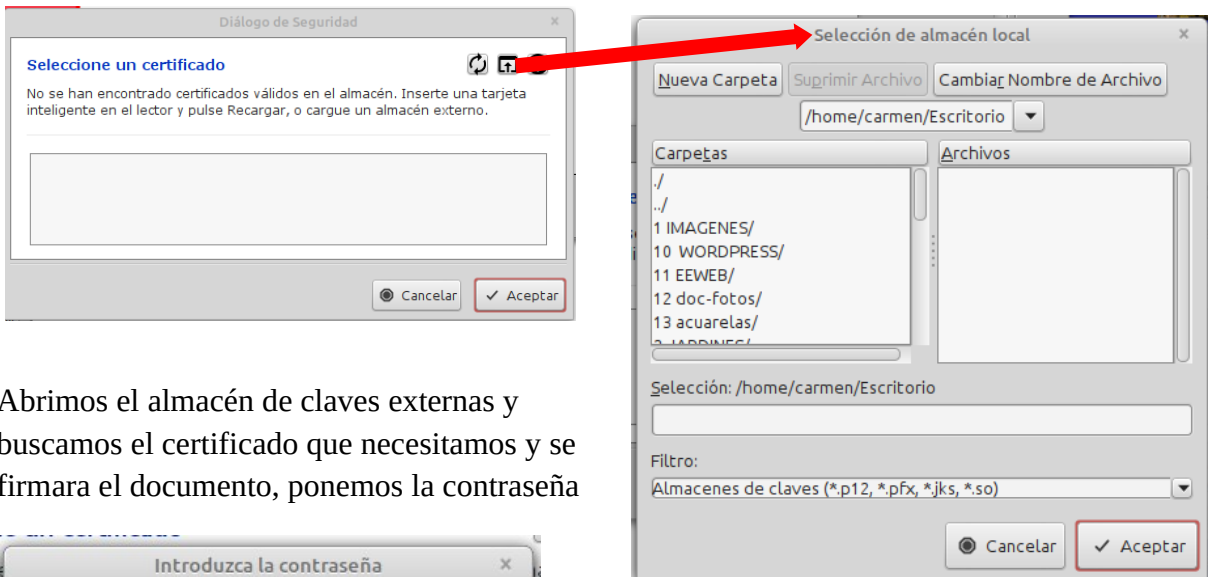 Diálogo de Seguridad
Seleccione un certificado
No se han encontrado certificados válidos en el almacén. Inserte una tarjeta
inteligente en el lector y pulse Recargar, o cargue un almacén externo.
Cancelar
Aceptar
Selección de almacén local
Nueva Carpeta
Suprimir Archivo
Cambiar Nombre de Archivo
/home/carmen/Escritorio
Carpetas
Archivos
./
../
1 IMAGENES/
10 WORDPRESS/
11 EEWEB/
12 doc-fotos/
13 acuarelas/
2 JARDINES/
Selección: /home/carmen/Escritorio
Filtro:
Almacenes de claves (*.p12, *.pfx, *.jks, *.so)
Cancelar
Aceptar
Abrimos el almacén de claves externas y
buscamos el certificado que necesitamos y se
firmara el documento, ponemos la contraseña
Introduzca la contraseña